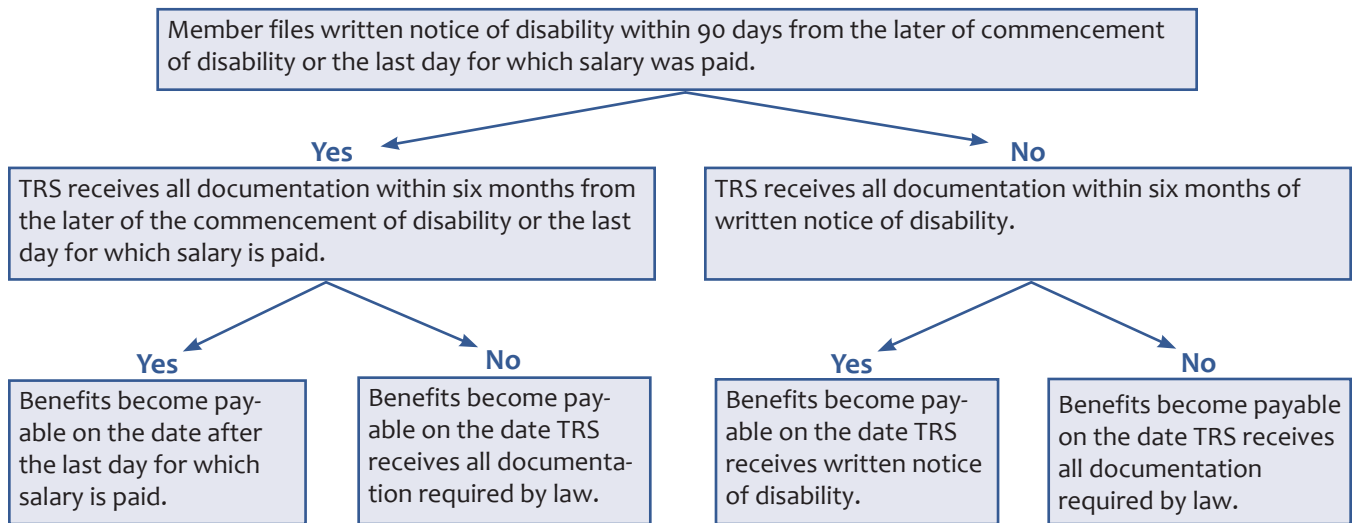 Member files written notice of disability within 90 days from the later of commencement
of disability or the last day for which salary was paid.
Yes
No
TRS receives all documentation within six months from
the later of the commencement of disability or the last
day for which salary is paid.
TRS receives all documentation within six months of
written notice of disability.
Yes
No
Yes
No
Benefits become pay-
able on the date after
the last day for which
salary is paid.
Benefits become pay-
able on the date TRS
receives all documenta-
tion required by law.
Benefits become pay-
able on the date TRS
receives written notice
of disability.
Benefits become payable
on the date TRS receives
all documentation
required by law.